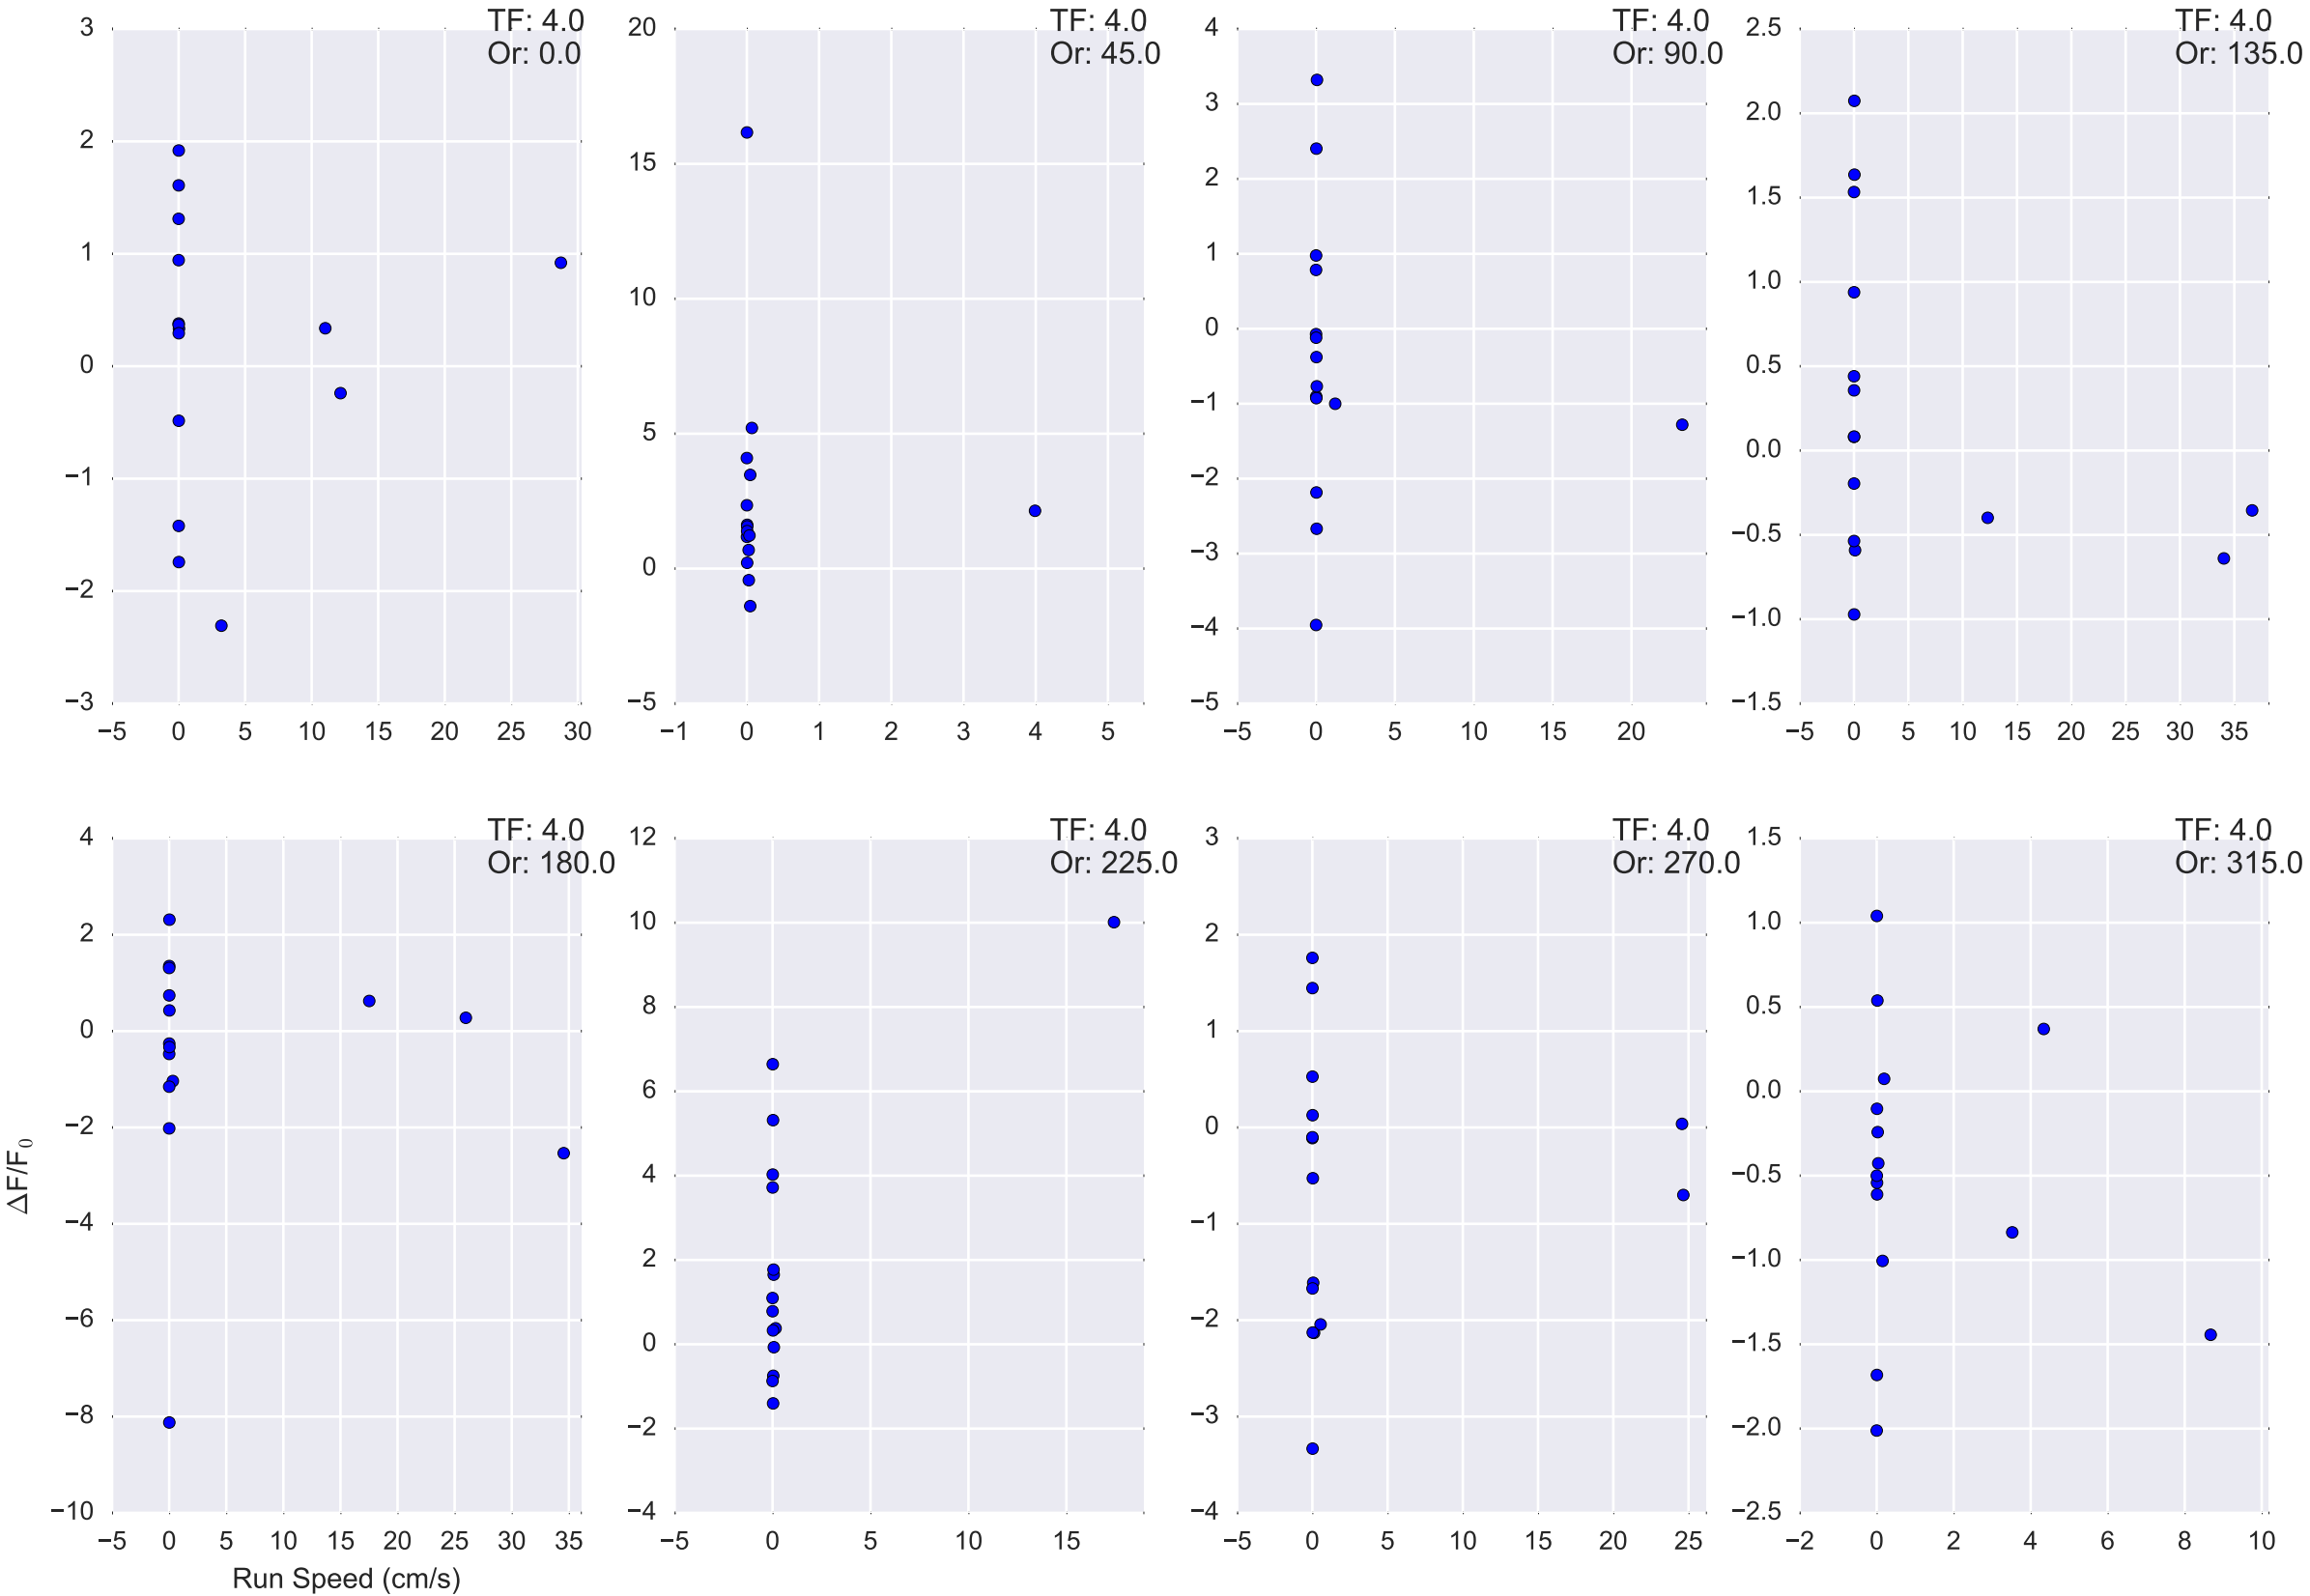 TF: 4.0
Or: 0.0
3
2
1
0
−1
−2
−3
−5 0 5 10 15 20 25 30
TF: 4.0
Or: 45.0
20
15
10
5
0
−5
−1 0 1 2 3 4 5
TF: 4.0
Or: 90.0
4
3
2
1
0
−1
−2
−3
−4
−5
−5 0 5 10 15 20
TF: 4.0
Or: 135.0
2.5
2.0
1.5
1.0
0.5
0.0
−0.5
−1.0
−1.5
−5 0 5 10 15 20 25 30 35
TF: 4.0
Or: 180.0
4
2
0
−2
−4
−6
−8
−10
−5 0 5 10 15 20 25 30 35
Run Speed (cm/s)
ΔF/F₀
TF: 4.0
Or: 225.0
12
10
8
6
4
2
0
−2
−4
−5 0 5 10 15
TF: 4.0
Or: 270.0
3
2
1
0
−1
−2
−3
−4
−5 0 5 10 15 20 25
TF: 4.0
Or: 315.0
1.5
1.0
0.5
0.0
−0.5
−1.0
−1.5
−2.0
−2.5
−2 0 2 4 6 8 10